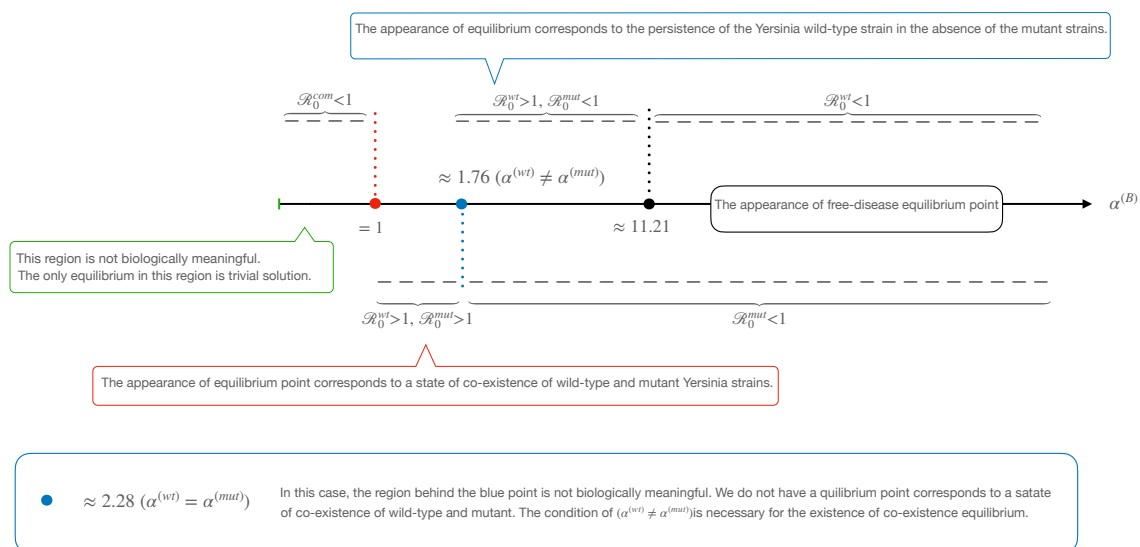 The appearance of equilibrium corresponds to the persistence of the Yersinia wild-type strain in the absence of the mutant strains.
ℛ₀^{com}<1
ℛ₀^{wt}>1, ℛ₀^{mut}<1
ℛ₀^{wt}<1
≈ 1.76 (α^{(wt)} ≠ α^{(mut)})
The appearance of free-disease equilibrium point
α^{(B)}
= 1
≈ 11.21
This region is not biologically meaningful.
The only equilibrium in this region is trivial solution.
ℛ₀^{wt}>1, ℛ₀^{mut}>1
ℛ₀^{mut}<1
The appearance of equilibrium point corresponds to a state of co-existence of wild-type and mutant Yersinia strains.
≈ 2.28 (α^{(wt)} = α^{(mut)})
In this case, the region behind the blue point is not biologically meaningful. We do not have a quilibrium point corresponds to a satate
of co-existence of wild-type and mutant. The condition of (α^{(wt)} ≠ α^{(mut)})is necessary for the existence of co-existence equilibrium.